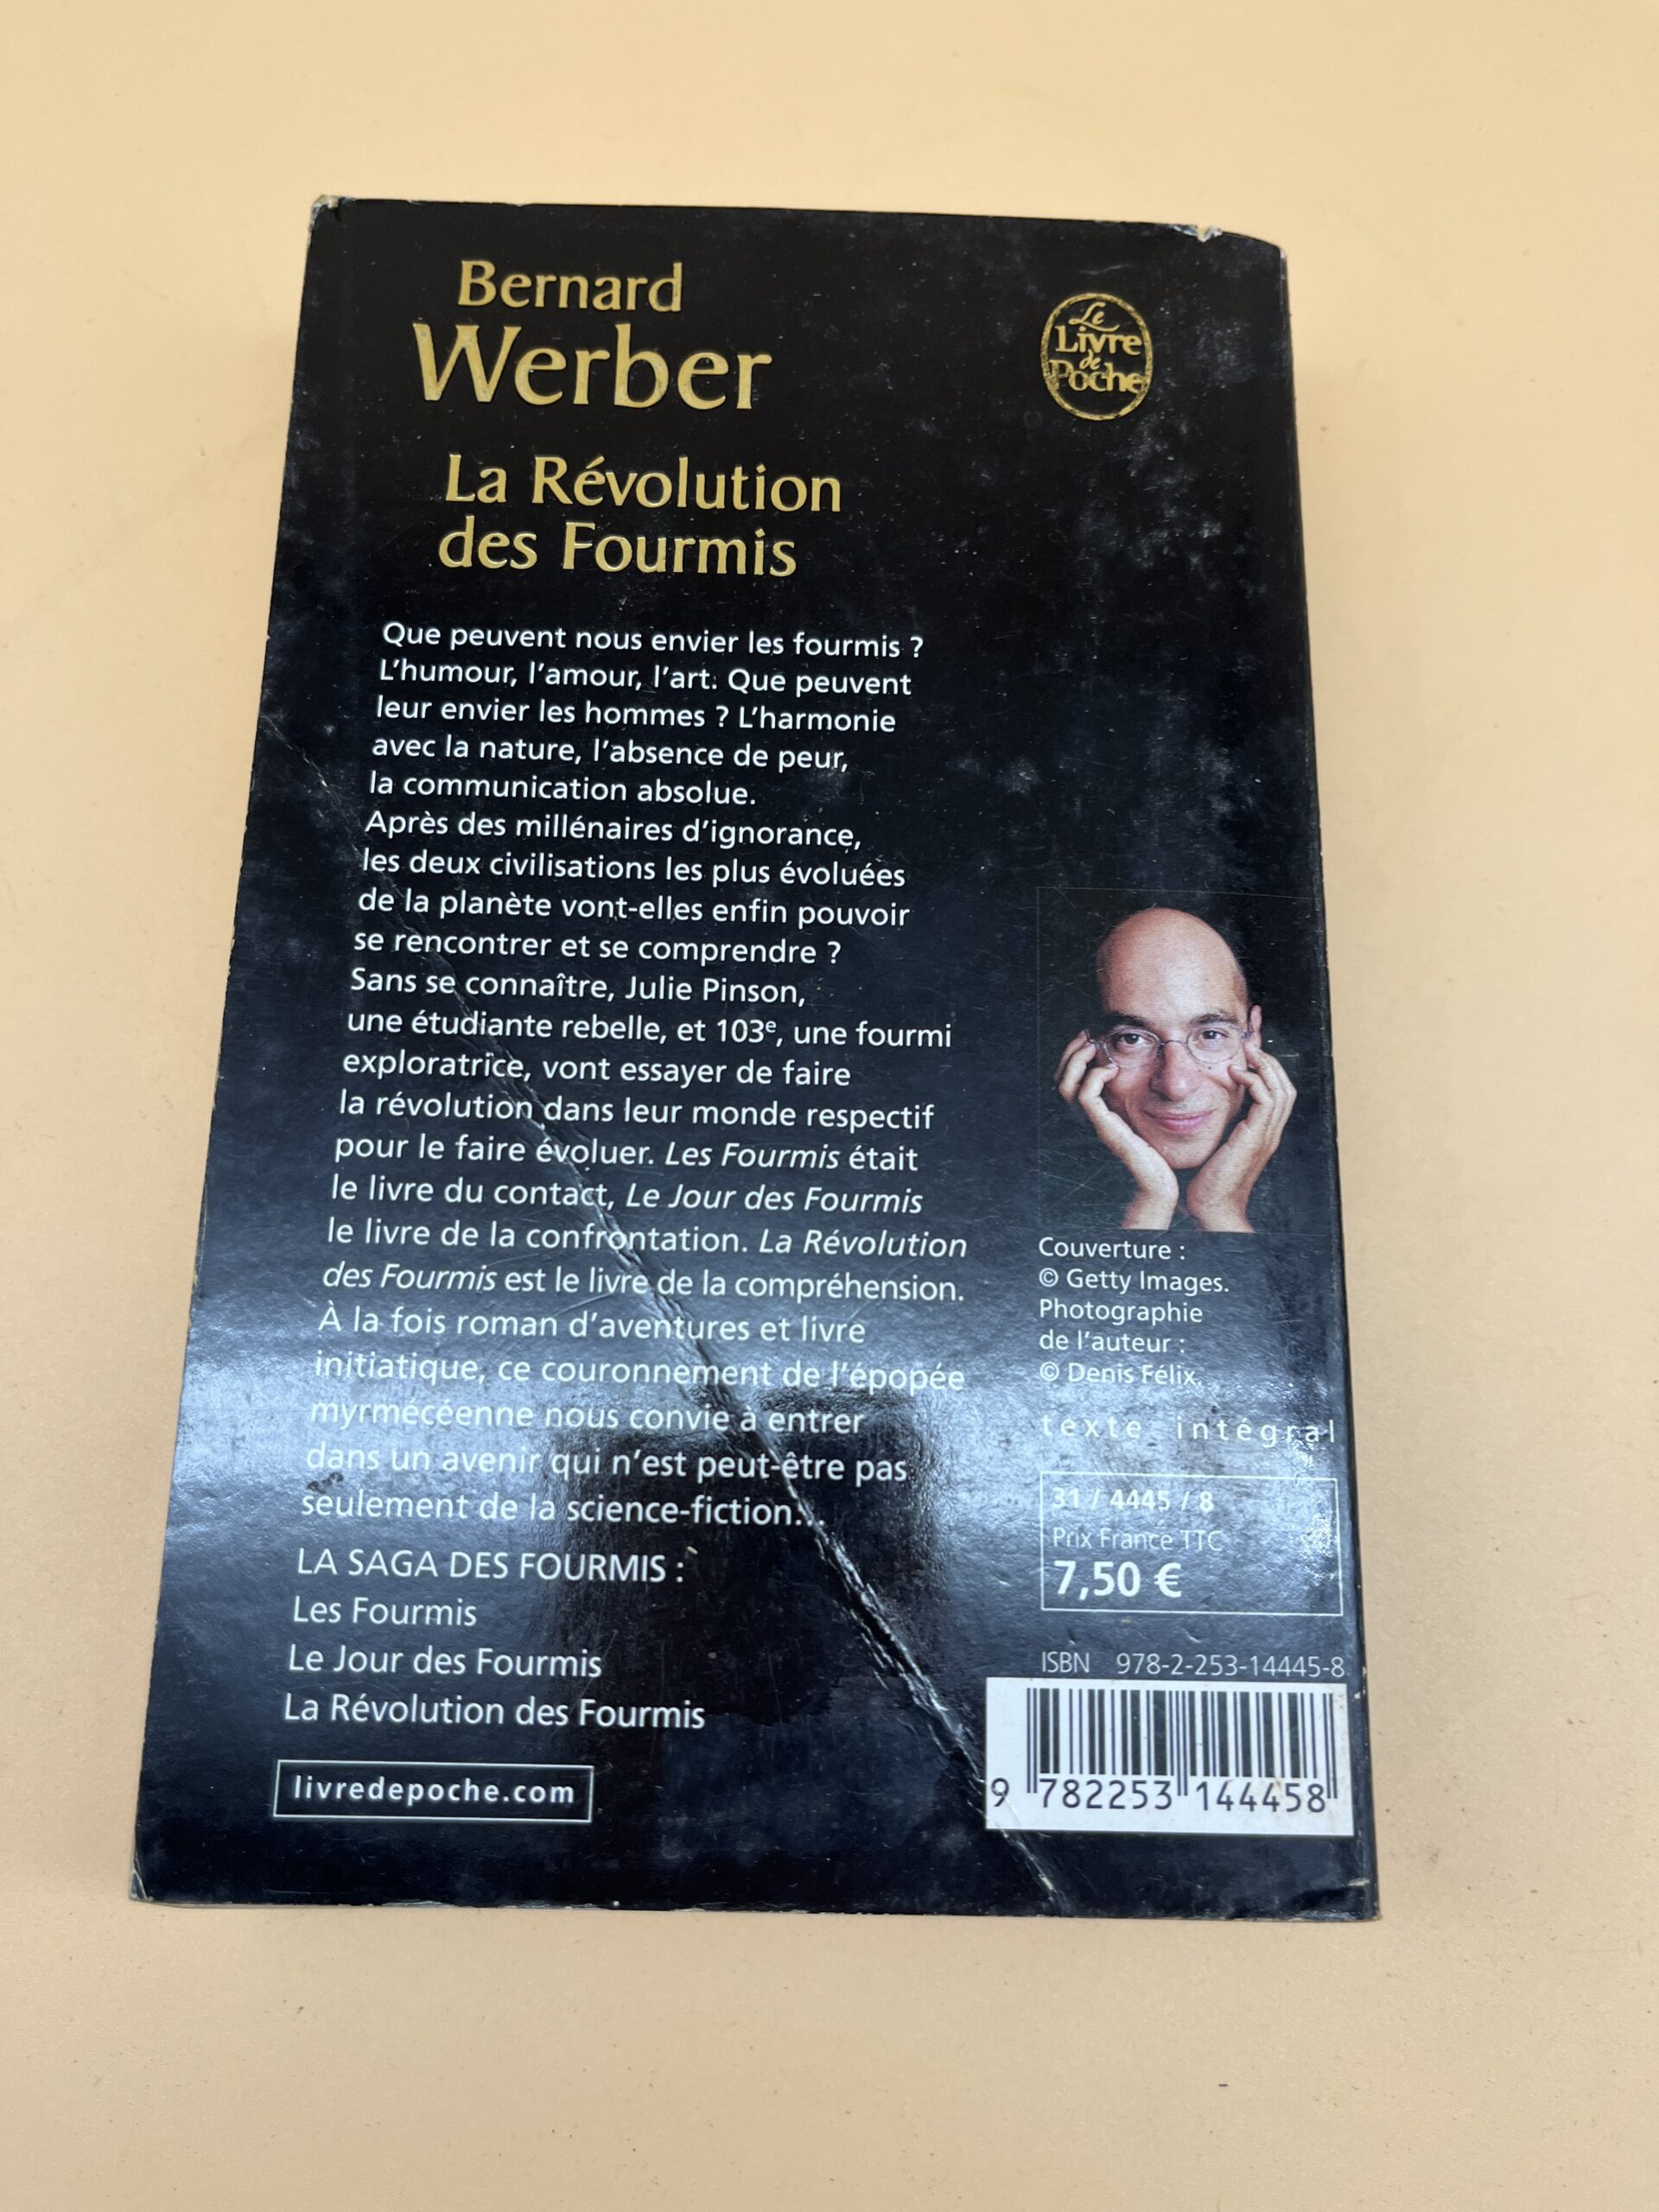 Bernard
Werber
Le
Livre
de
Poche
La Révolution
des Fourmis
Que peuvent nous envier les fourmis ?
L'humour, l'amour, l'art. Que peuvent
leur envier les hommes ? L'harmonie
avec la nature, l'absence de peur,
la communication absolue.
Après des millénaires d'ignorance,
les deux civilisations les plus évoluées
de la planète vont-elles enfin pouvoir
se rencontrer et se comprendre ?
Sans se connaître, Julie Pinson,
une étudiante rebelle, et 103e, une fourmi
exploratrice, vont essayer de faire
la révolution dans leur monde respectif
pour le faire évoluer. Les Fourmis était
le livre du contact, Le Jour des Fourmis
le livre de la confrontation. La Révolution
des Fourmis est le livre de la compréhension.
À la fois roman d'aventures et livre
initiatique, ce couronnement de l'épopée
myrmécéenne nous convie à entrer
dans un avenir qui n'est peut-être pas
seulement de la science-fiction...
LA SAGA DES FOURMIS :
Les Fourmis
Le Jour des Fourmis
La Révolution des Fourmis
livredepoche.com
Couverture :
© Getty Images.
Photographie
de l'auteur :
© Denis Félix.
texte intégral
31 / 4445 / 8
Prix France TTC
7,50 €
ISBN 978-2-253-14445-8
9 782253 144458